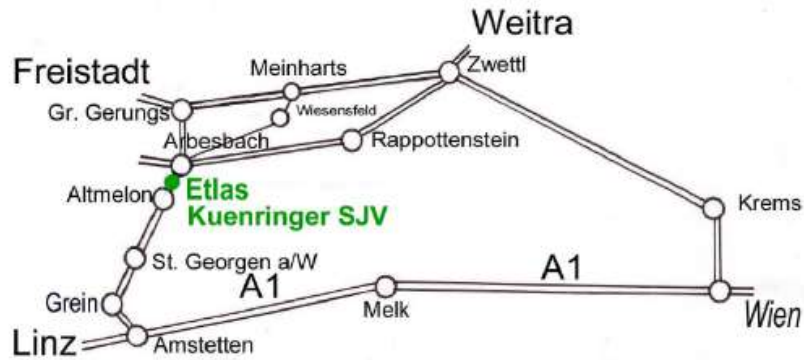 Weitra
Freistadt
Meinharts
Zwettl
Gr. Gerungs
Wiesensfeld
Arbesbach
Rappottenstein
Etlas
Altmelon
Kuenringer SJV
Krems
St. Georgen a/W
A1
A1
Grein
Melk
Wien
Linz
Amstetten